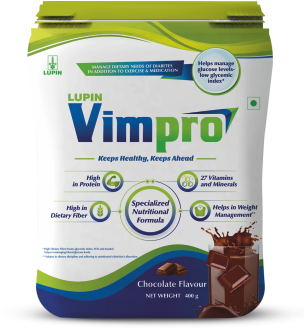 LUPIN
MANAGE DIETARY NEEDS OF DIABETES
IN ADDITION TO EXERCISE & MEDICATION
Helps manage
glucose levels-
low glycemic
index*
LUPIN
Vimpro
Keeps Healthy, Keeps Ahead
High
in Protein
27 Vitamins
and Minerals
High in
Dietary Fiber
Specialized
Nutritional
Formula
Helps in Weight
Management**
Chocolate Flavour
NET WEIGHT 400 g